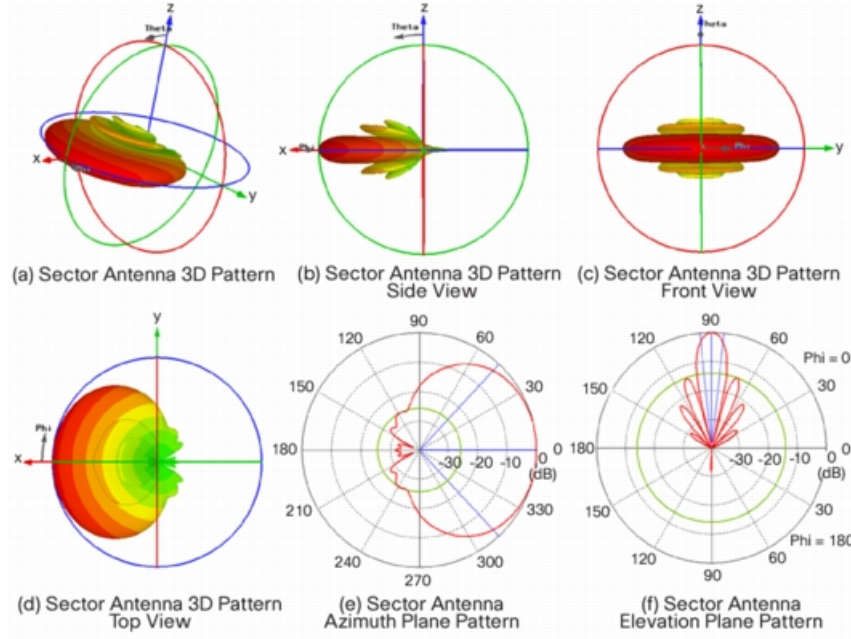 z
Theta
x
Phi
y
(a) Sector Antenna 3D Pattern
z
Theta
x
Phi
(b) Sector Antenna 3D Pattern
Side View
z
Theta
Phi
y
(c) Sector Antenna 3D Pattern
Front View
y
Phi
x
(d) Sector Antenna 3D Pattern
Top View
90
120
60
150
30
180
-30 -20 -10 0 0
(dB)
210
330
240
300
270
(e) Sector Antenna
Azimuth Plane Pattern
90
120
60
Phi = 0
150
30
180
-30 -20 -10 0 0
(dB)
150
30
Phi = 180
120
60
90
(f) Sector Antenna
Elevation Plane Pattern